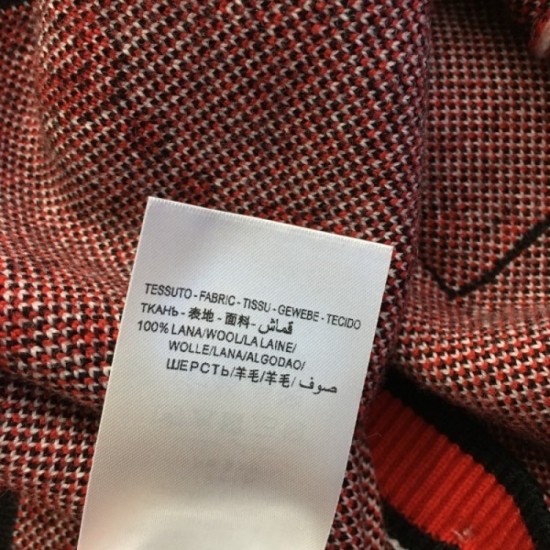 TESSUTO - FABRIC - TISSU - GEWEBE - TECIDO
ТКАНЬ - 表地 - 面料 - قماش
100% LANA/WOOL/LA LAINE/
WOLLE/LANA/ALGODAO/
ШЕРСТЬ/羊毛/羊毛/ صوف